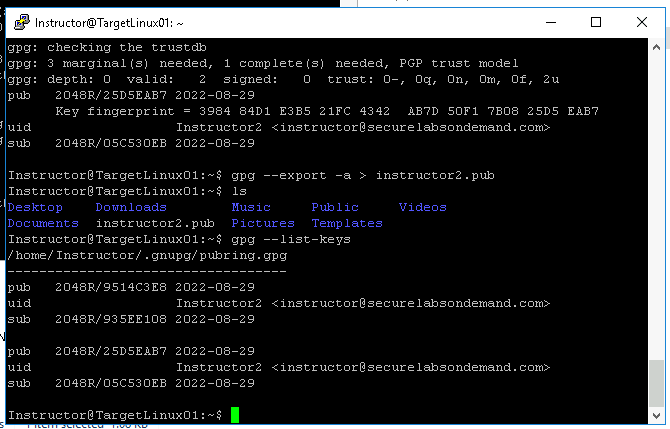 Instructor@TargetLinux01: ~
gpg: checking the trustdb
gpg: 3 marginal(s) needed, 1 complete(s) needed, PGP trust model
gpg: depth: 0  valid:   2  signed:   0  trust: 0-, 0q, 0n, 0m, 0f, 2u
pub   2048R/25D5EAB7 2022-08-29
      Key fingerprint = 3984 84D1 E3B5 21FC 4342  AB7D 50F1 7B08 25D5 EAB7
uid                  Instructor2 <instructor@securelabsondemand.com>
sub   2048R/05C530EB 2022-08-29
Instructor@TargetLinux01:~$ gpg --export -a > instructor2.pub
Instructor@TargetLinux01:~$ ls
Desktop    Downloads        Music     Public     Videos
Documents  instructor2.pub  Pictures  Templates
Instructor@TargetLinux01:~$ gpg --list-keys
/home/Instructor/.gnupg/pubring.gpg
-----------------------------------
pub   2048R/9514C3E8 2022-08-29
uid                  Instructor2 <instructor@securelabsondemand.com>
sub   2048R/935EE108 2022-08-29
pub   2048R/25D5EAB7 2022-08-29
uid                  Instructor2 <instructor@securelabsondemand.com>
sub   2048R/05C530EB 2022-08-29
Instructor@TargetLinux01:~$